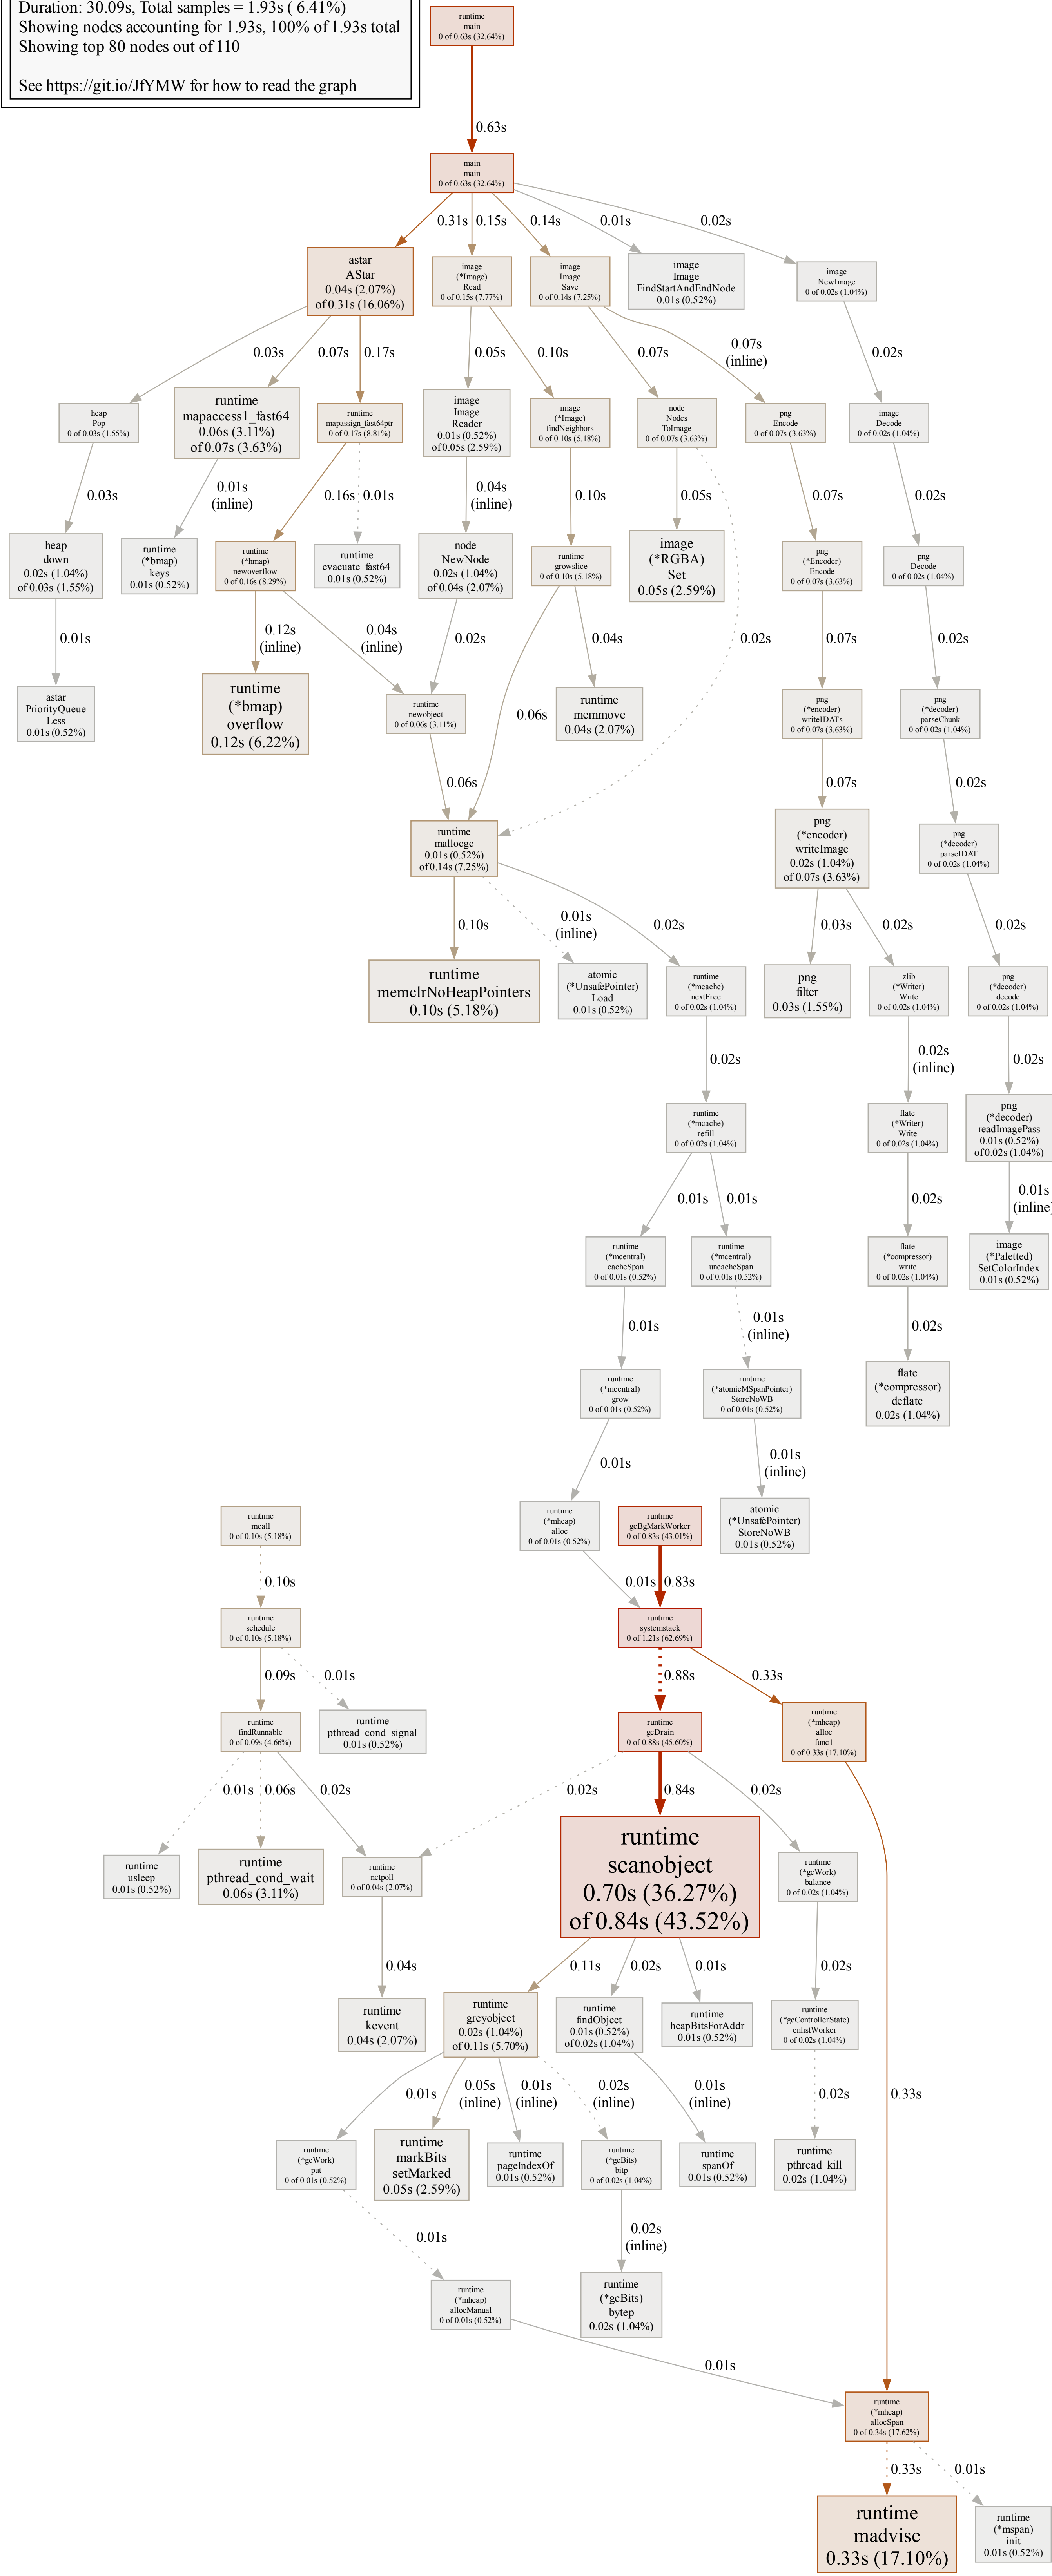 Duration: 30.09s, Total samples = 1.93s ( 6.41%)
Showing nodes accounting for 1.93s, 100% of 1.93s total
Showing top 80 nodes out of 110
See https://git.io/JfYMW for how to read the graph
runtime
main
0 of 0.63s (32.64%)
0.63s
main
main
0 of 0.63s (32.64%)
0.31s
0.15s
0.14s
0.01s
0.02s
astar
AStar
0.04s (2.07%)
of 0.31s (16.06%)
image
(*Image)
Read
0 of 0.15s (7.77%)
image
Image
Save
0 of 0.14s (7.25%)
image
Image
FindStartAndEndNode
0.01s (0.52%)
image
NewImage
0 of 0.02s (1.04%)
0.03s
0.07s
0.17s
0.05s
0.10s
0.07s
0.07s
(inline)
0.02s
heap
Pop
0 of 0.03s (1.55%)
runtime
mapaccess1_fast64
0.06s (3.11%)
of 0.07s (3.63%)
runtime
mapassign_fast64ptr
0 of 0.17s (8.81%)
image
Image
Reader
0.01s (0.52%)
of 0.05s (2.59%)
image
(*Image)
findNeighbors
0 of 0.10s (5.18%)
node
Nodes
ToImage
0 of 0.07s (3.63%)
png
Encode
0 of 0.07s (3.63%)
image
Decode
0 of 0.02s (1.04%)
0.03s
0.01s
(inline)
0.16s
0.01s
0.04s
(inline)
0.10s
0.05s
0.07s
0.02s
heap
down
0.02s (1.04%)
of 0.03s (1.55%)
runtime
(*bmap)
keys
0.01s (0.52%)
runtime
(*hmap)
newoverflow
0 of 0.16s (8.29%)
runtime
evacuate_fast64
0.01s (0.52%)
node
NewNode
0.02s (1.04%)
of 0.04s (2.07%)
runtime
growslice
0 of 0.10s (5.18%)
image
(*RGBA)
Set
0.05s (2.59%)
png
(*Encoder)
Encode
0 of 0.07s (3.63%)
png
Decode
0 of 0.02s (1.04%)
0.01s
0.12s
(inline)
0.04s
(inline)
0.02s
0.04s
0.02s
0.07s
0.02s
astar
PriorityQueue
Less
0.01s (0.52%)
runtime
(*bmap)
overflow
0.12s (6.22%)
runtime
newobject
0 of 0.06s (3.11%)
0.06s
runtime
memmove
0.04s (2.07%)
png
(*encoder)
writeIDATs
0 of 0.07s (3.63%)
png
(*decoder)
parseChunk
0 of 0.02s (1.04%)
0.06s
0.07s
0.02s
runtime
mallocgc
0.01s (0.52%)
of 0.14s (7.25%)
png
(*encoder)
writeImage
0.02s (1.04%)
of 0.07s (3.63%)
png
(*decoder)
parseIDAT
0 of 0.02s (1.04%)
0.10s
0.01s
(inline)
0.02s
0.03s
0.02s
0.02s
runtime
memclrNoHeapPointers
0.10s (5.18%)
atomic
(*UnsafePointer)
Load
0.01s (0.52%)
runtime
(*mcache)
nextFree
0 of 0.02s (1.04%)
png
filter
0.03s (1.55%)
zlib
(*Writer)
Write
0 of 0.02s (1.04%)
png
(*decoder)
decode
0 of 0.02s (1.04%)
0.02s
0.02s
(inline)
0.02s
runtime
(*mcache)
refill
0 of 0.02s (1.04%)
flate
(*Writer)
Write
0 of 0.02s (1.04%)
png
(*decoder)
readImagePass
0.01s (0.52%)
of 0.02s (1.04%)
0.01s
0.01s
0.02s
0.01s
(inline)
runtime
(*mcentral)
cacheSpan
0 of 0.01s (0.52%)
runtime
(*mcentral)
uncacheSpan
0 of 0.01s (0.52%)
flate
(*compressor)
write
0 of 0.02s (1.04%)
image
(*Paletted)
SetColorIndex
0.01s (0.52%)
0.01s
0.01s
(inline)
0.02s
runtime
(*mcentral)
grow
0 of 0.01s (0.52%)
runtime
(*atomicMSpanPointer)
StoreNoWB
0 of 0.01s (0.52%)
flate
(*compressor)
deflate
0.02s (1.04%)
0.01s
0.01s
(inline)
runtime
mcall
0 of 0.10s (5.18%)
runtime
(*mheap)
alloc
0 of 0.01s (0.52%)
runtime
gcBgMarkWorker
0 of 0.83s (43.01%)
atomic
(*UnsafePointer)
StoreNoWB
0.01s (0.52%)
0.10s
0.01s
0.83s
runtime
schedule
0 of 0.10s (5.18%)
runtime
systemstack
0 of 1.21s (62.69%)
0.09s
0.01s
0.88s
0.33s
runtime
findRunnable
0 of 0.09s (4.66%)
runtime
pthread_cond_signal
0.01s (0.52%)
runtime
gcDrain
0 of 0.88s (45.60%)
runtime
(*mheap)
alloc
func1
0 of 0.33s (17.10%)
0.01s
0.06s
0.02s
0.02s
0.84s
0.02s
runtime
usleep
0.01s (0.52%)
runtime
pthread_cond_wait
0.06s (3.11%)
runtime
netpoll
0 of 0.04s (2.07%)
runtime
scanobject
0.70s (36.27%)
of 0.84s (43.52%)
runtime
(*gcWork)
balance
0 of 0.02s (1.04%)
0.04s
0.11s
0.02s
0.01s
0.02s
runtime
kevent
0.04s (2.07%)
runtime
greyobject
0.02s (1.04%)
of 0.11s (5.70%)
runtime
findObject
0.01s (0.52%)
of 0.02s (1.04%)
runtime
heapBitsForAddr
0.01s (0.52%)
runtime
(*gcControllerState)
enlistWorker
0 of 0.02s (1.04%)
0.01s
0.05s
(inline)
0.01s
(inline)
0.02s
(inline)
0.01s
(inline)
0.02s
0.33s
runtime
(*gcWork)
put
0 of 0.01s (0.52%)
runtime
markBits
setMarked
0.05s (2.59%)
runtime
pageIndexOf
0.01s (0.52%)
runtime
(*gcBits)
bitp
0 of 0.02s (1.04%)
runtime
spanOf
0.01s (0.52%)
runtime
pthread_kill
0.02s (1.04%)
0.01s
0.02s
(inline)
runtime
(*mheap)
allocManual
0 of 0.01s (0.52%)
runtime
(*gcBits)
bytep
0.02s (1.04%)
0.01s
runtime
(*mheap)
allocSpan
0 of 0.34s (17.62%)
0.33s
0.01s
runtime
madvise
0.33s (17.10%)
runtime
(*mspan)
init
0.01s (0.52%)